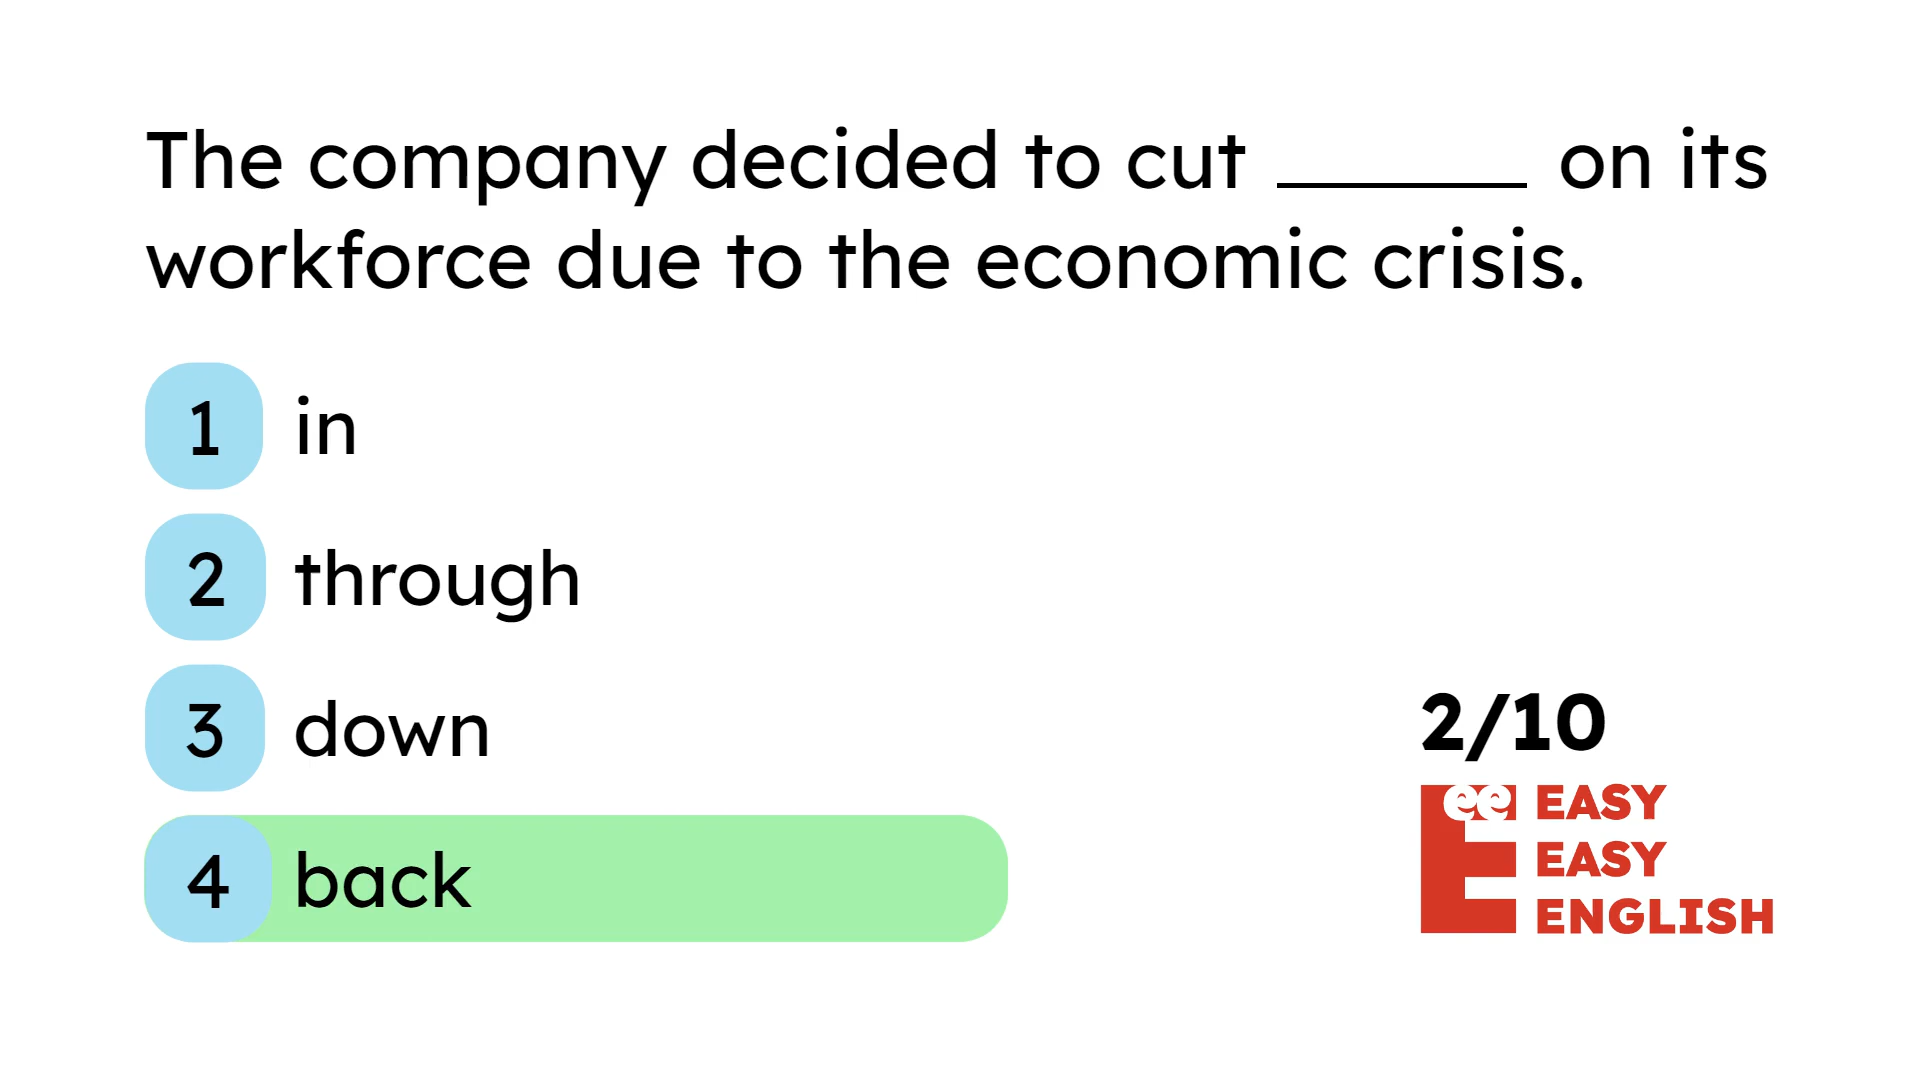 The company decided to cut ______ on its
workforce due to the economic crisis.
1 in
2 through
3 down
4 back
2/10
ee EASY
EASY
ENGLISH